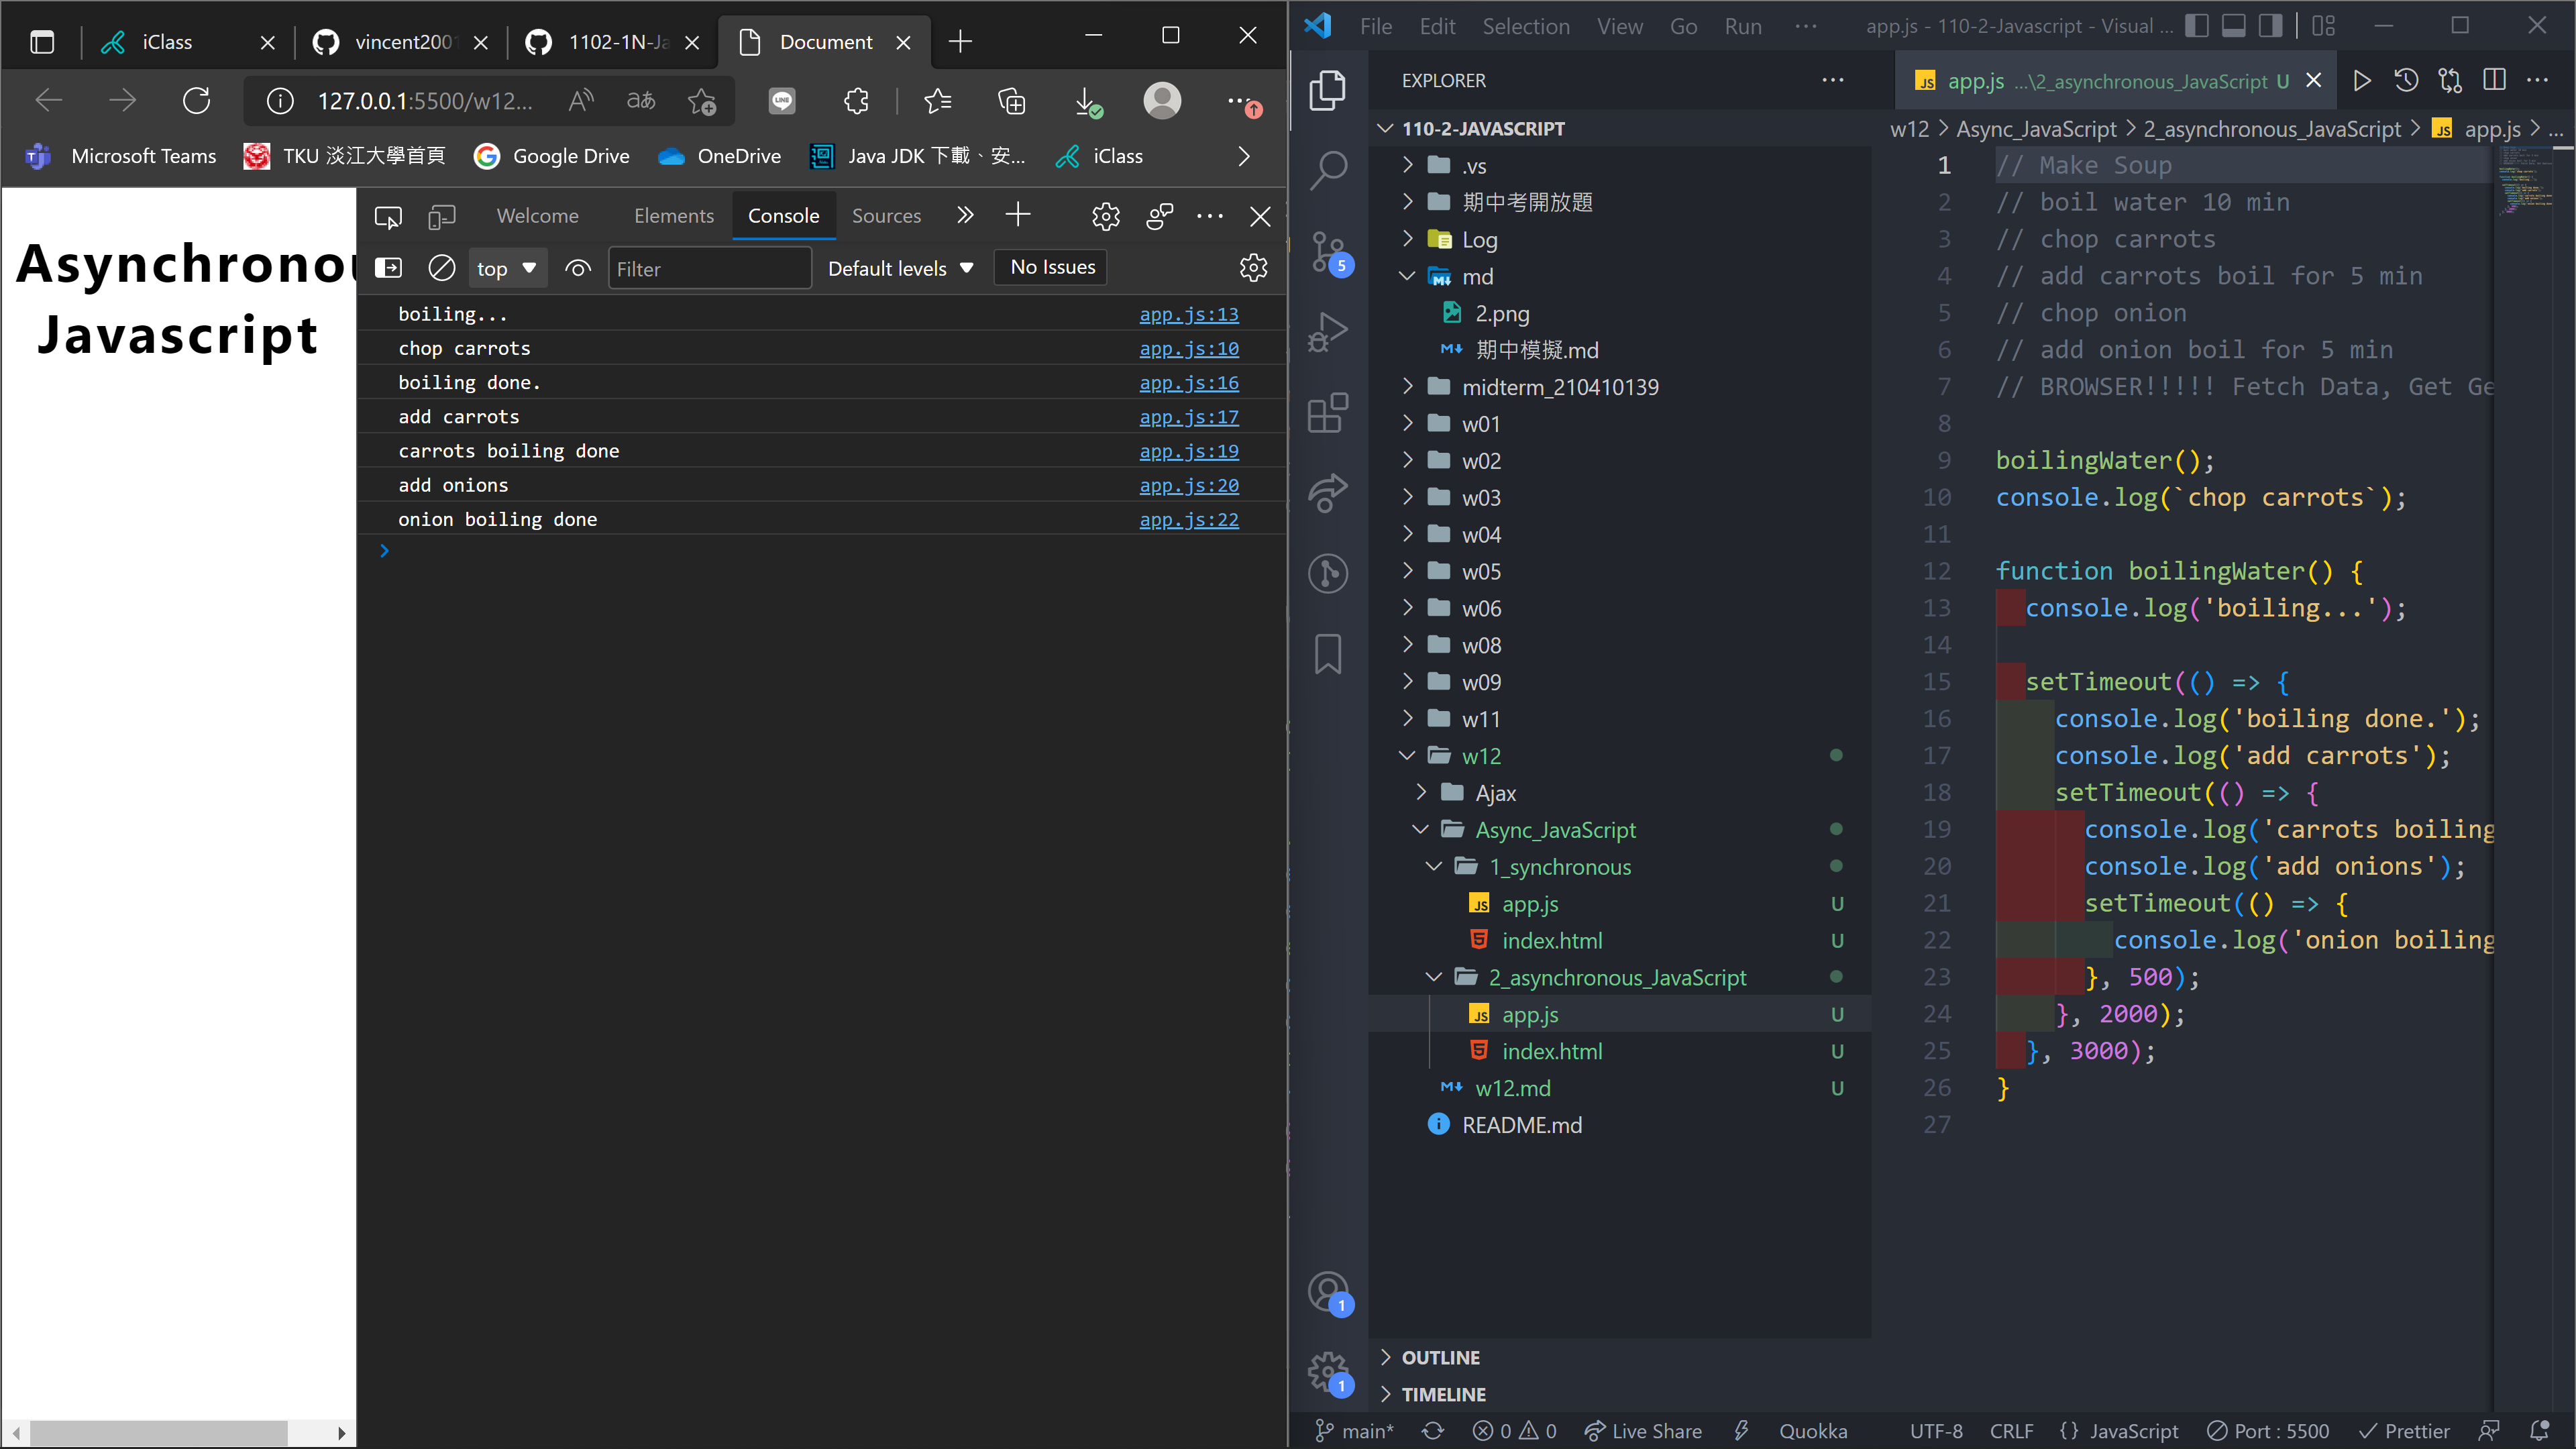 iClass
vincent2001
1102-1N-Ja
Document
127.0.0.1:5500/w12...
Microsoft Teams
TKU 淡江大學首頁
Google Drive
OneDrive
Java JDK 下載、安...
iClass
Asynchronou
Javascript
Welcome
Elements
Console
Sources
top
Filter
Default levels
No Issues
boiling... app.js:13
chop carrots app.js:10
boiling done. app.js:16
add carrots app.js:17
carrots boiling done app.js:19
add onions app.js:20
onion boiling done app.js:22
File Edit Selection View Go Run ... app.js - 110-2-Javascript - Visual ...
EXPLORER
110-2-JAVASCRIPT
.vs
期中考開放題
Log
md
2.png
期中模擬.md
midterm_210410139
w01
w02
w03
w04
w05
w06
w08
w09
w11
w12
Ajax
Async_JavaScript
1_synchronous
app.js U
index.html U
2_asynchronous_JavaScript
app.js U
index.html U
w12.md U
README.md
OUTLINE
TIMELINE
5
1
1
app.js ...\2_asynchronous_JavaScript U
w12 > Async_JavaScript > 2_asynchronous_JavaScript > JS app.js > ...
1 // Make Soup
2 // boil water 10 min
3 // chop carrots
4 // add carrots boil for 5 min
5 // chop onion
6 // add onion boil for 5 min
7 // BROWSER!!!!! Fetch Data, Get Ge
8
9 boilingWater();
10 console.log(`chop carrots`);
11
12 function boilingWater() {
13 console.log('boiling...');
14
15 setTimeout(() => {
16 console.log('boiling done.');
17 console.log('add carrots');
18 setTimeout(() => {
19 console.log('carrots boiling
20 console.log('add onions');
21 setTimeout(() => {
22 console.log('onion boiling
23 }, 500);
24 }, 2000);
25 }, 3000);
26 }
27
main* 0 0 Live Share Quokka UTF-8 CRLF {} JavaScript Port : 5500 Prettier